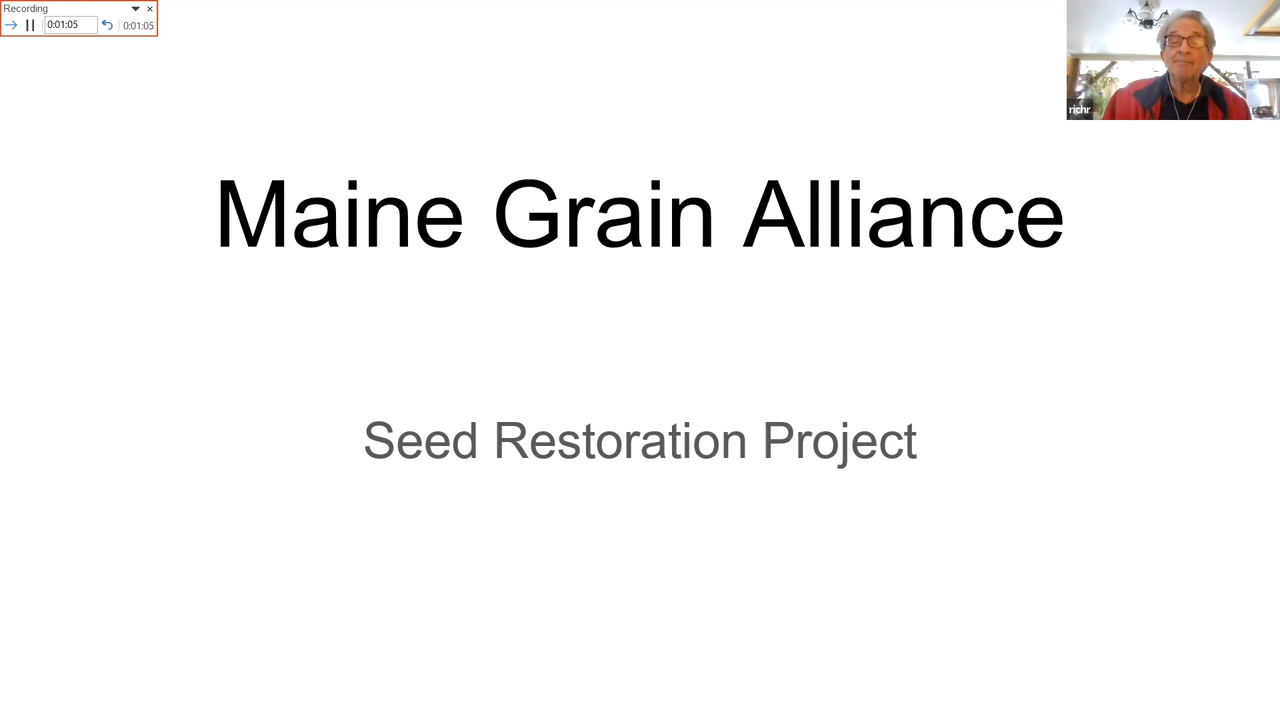 Recording
0:01:05
0:01:05
richr
Maine Grain Alliance
Seed Restoration Project